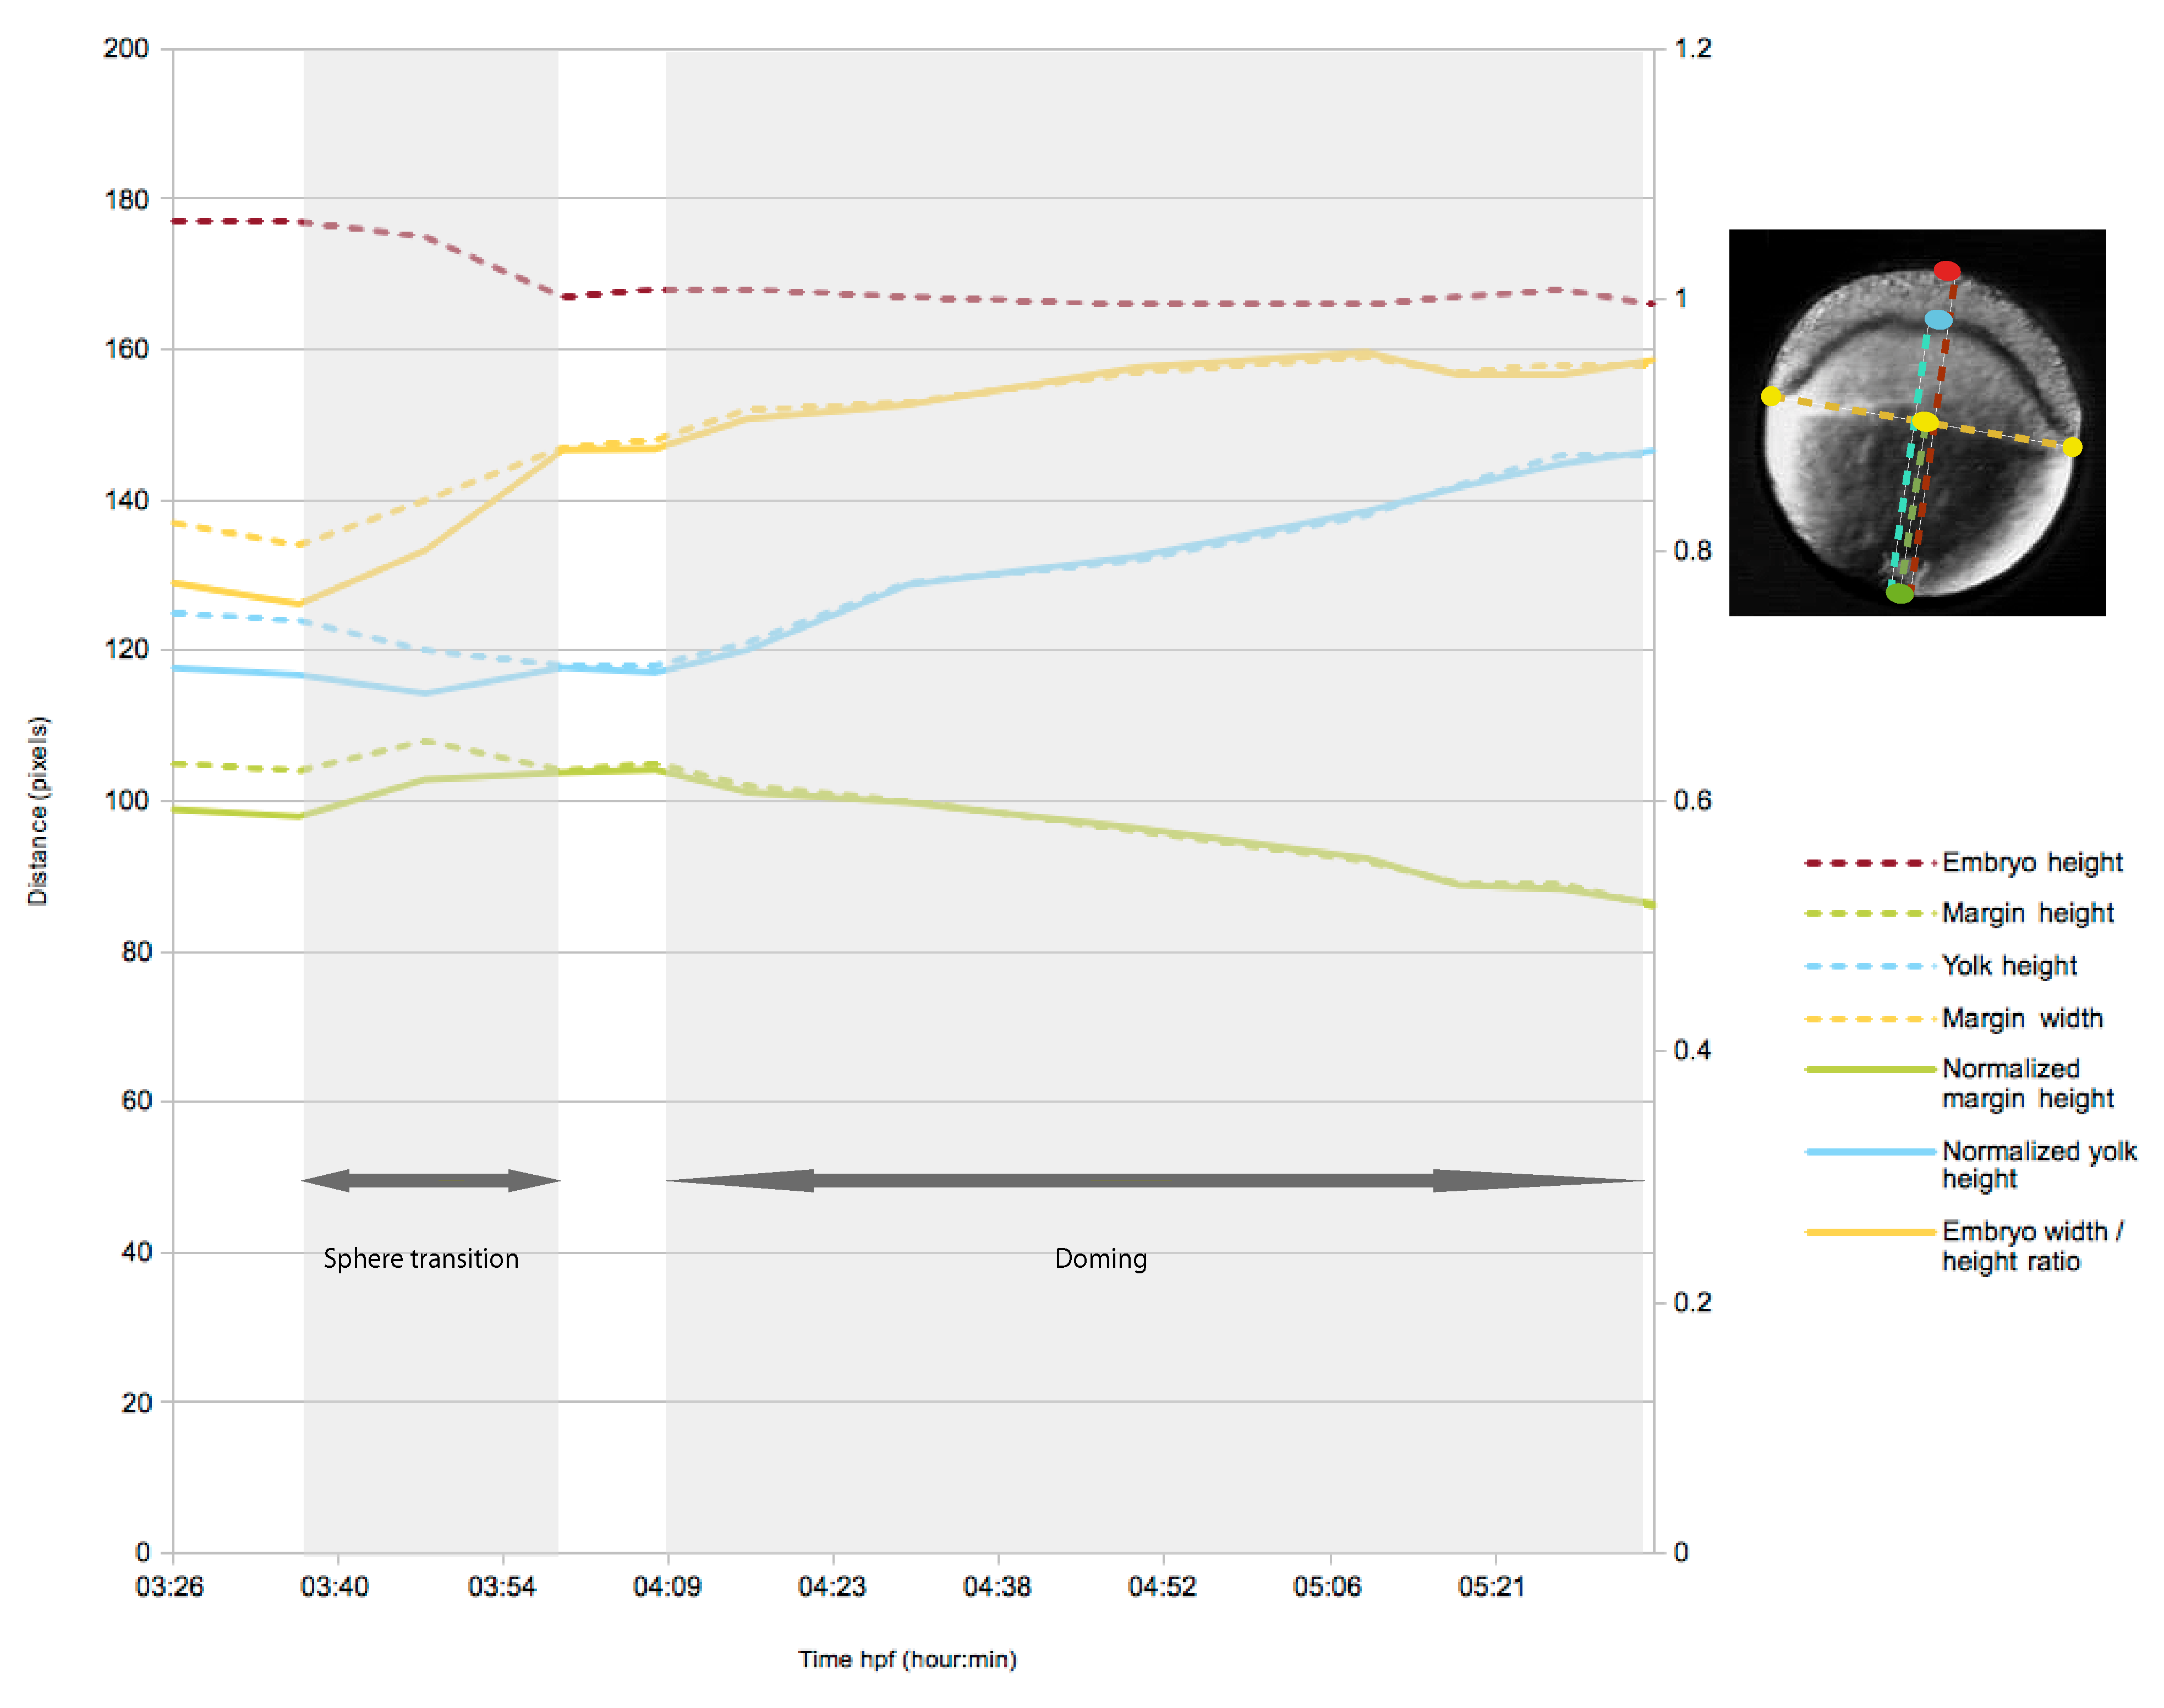 200
180
160
140
120
100
80
60
40
20
0
Distance (pixels)
1.2
1
0.8
0.6
0.4
0.2
0
Sphere transition
Doming
03:26 03:40 03:54 04:09 04:23 04:38 04:52 05:06 05:21
Time hpf (hour:min)
Embryo height
Margin height
Yolk height
Margin width
Normalized
margin height
Normalized yolk
height
Embryo width /
height ratio